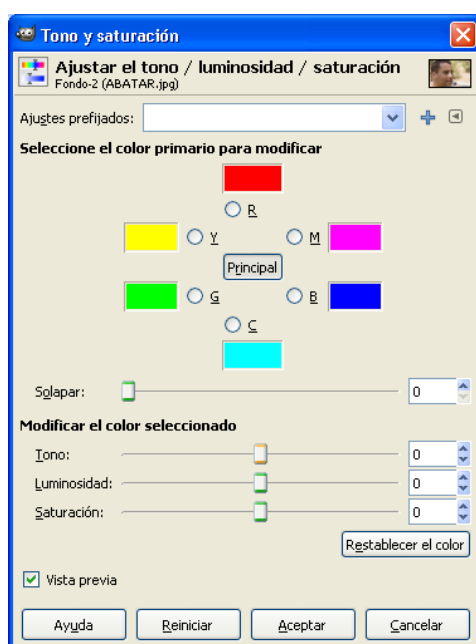 Tono y saturación
Ajustar el tono / luminosidad / saturación
Fondo-2 (ABATAR.jpg)
Ajustes prefijados:
Seleccione el color primario para modificar
R
Y M
Principal
G B
C
Solapar: 0
Modificar el color seleccionado
Tono: 0
Luminosidad: 0
Saturación: 0
Restablecer el color
Vista previa
Ayuda Reiniciar Aceptar Cancelar